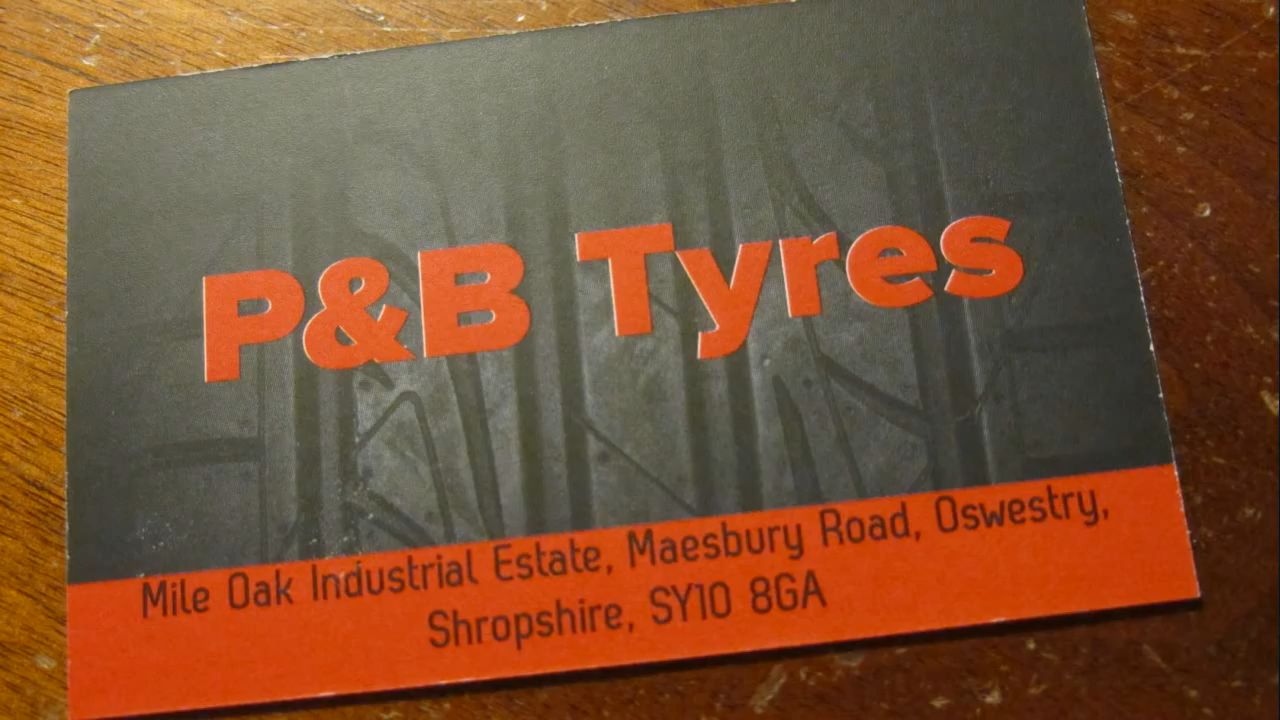 P&B Tyres
Mile Oak Industrial Estate, Maesbury Road, Oswestry,
Shropshire, SY10 8GA